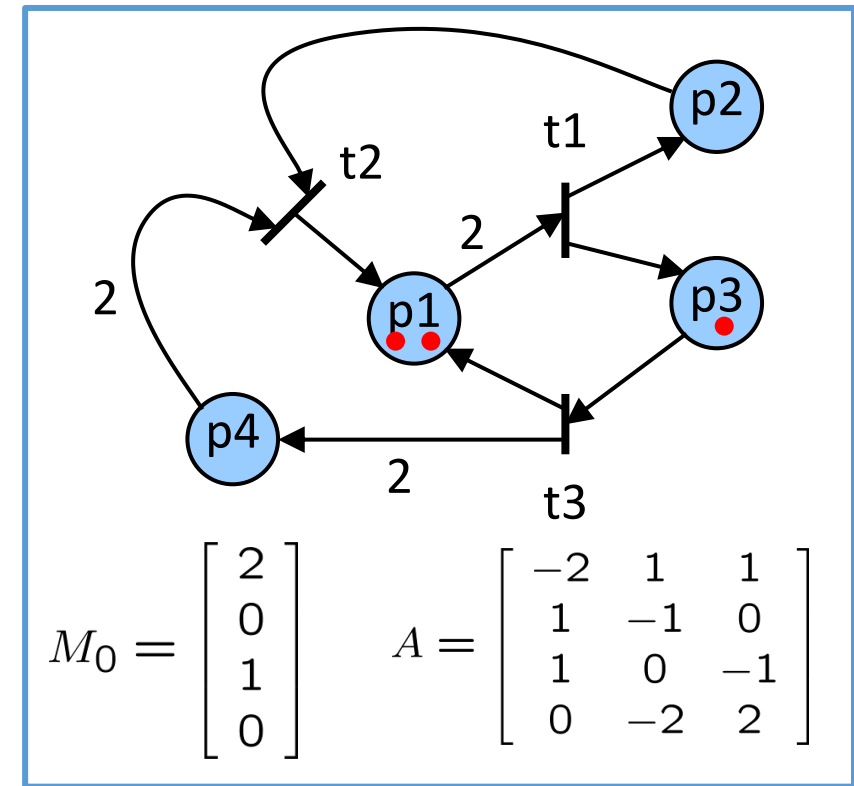 p2
t1
t2
2
2
p1
p3
p4
2
t3
M₀ = [ 2 0 1 0 ]
A = [ −2 1 1
1 −1 0
1 0 −1
0 −2 2 ]